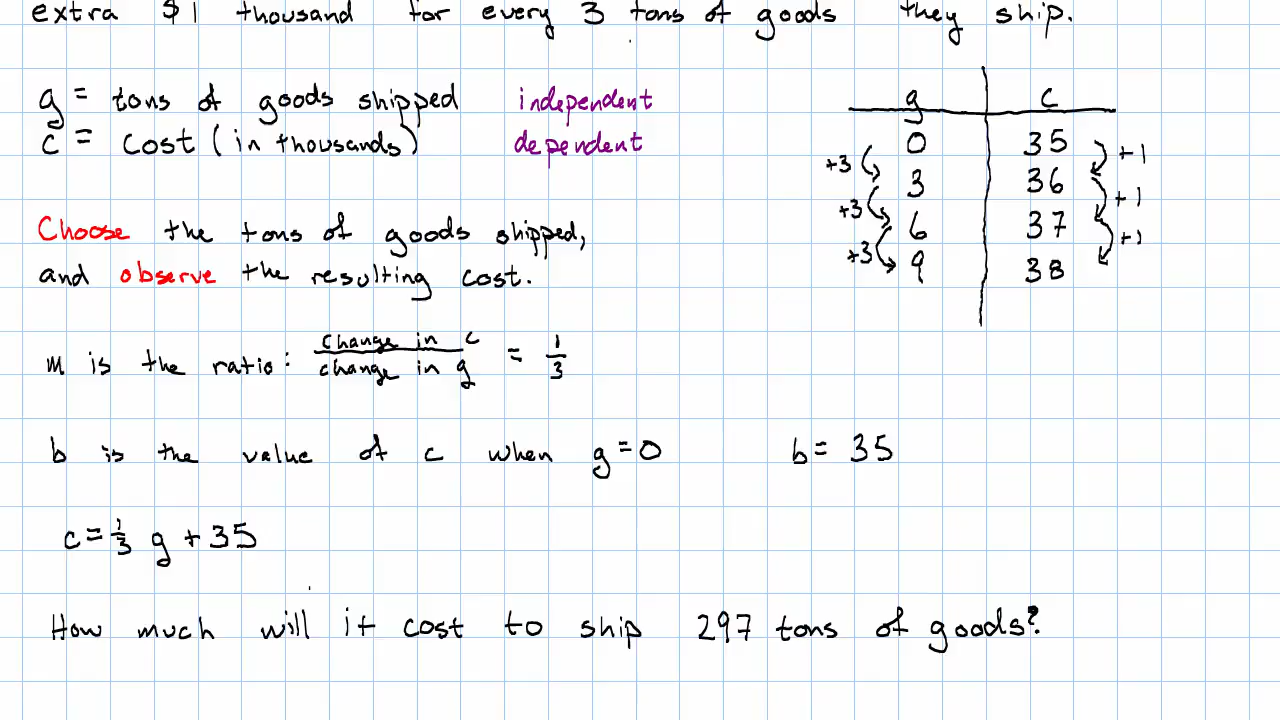 extra $1 thousand for every 3 tons of goods they ship.
g = tons of goods shipped independent
c = cost (in thousands) dependent
g c
0 35
+3 +1
3 36
+3 +1
6 37
+3 +1
9 38
Choose the tons of goods shipped,
and observe the resulting cost.
m is the ratio: change in c / change in g = 1/3
b is the value of c when g=0 b= 35
c = 1/3 g + 35
How much will it cost to ship 297 tons of goods?